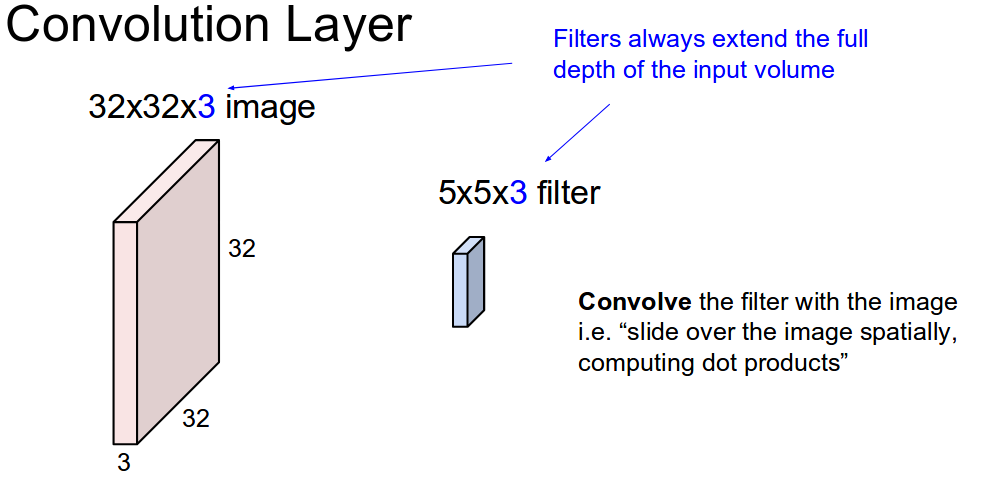 Convolution Layer
Filters always extend the full
depth of the input volume
32x32x3 image
5x5x3 filter
32
Convolve the filter with the image
i.e. “slide over the image spatially,
computing dot products”
32
3